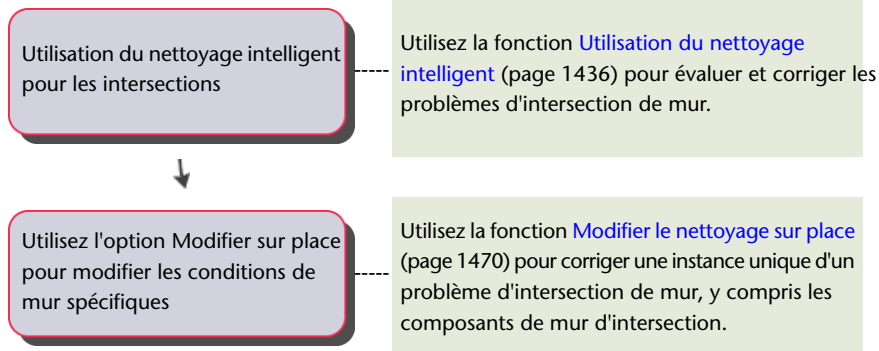 Utilisation du nettoyage intelligent
pour les intersections
Utilisez la fonction Utilisation du nettoyage
intelligent (page 1436) pour évaluer et corriger les
problèmes d'intersection de mur.
Utilisez l'option Modifier sur place
pour modifier les conditions de
mur spécifiques
Utilisez la fonction Modifier le nettoyage sur place
(page 1470) pour corriger une instance unique d'un
problème d'intersection de mur, y compris les
composants de mur d'intersection.